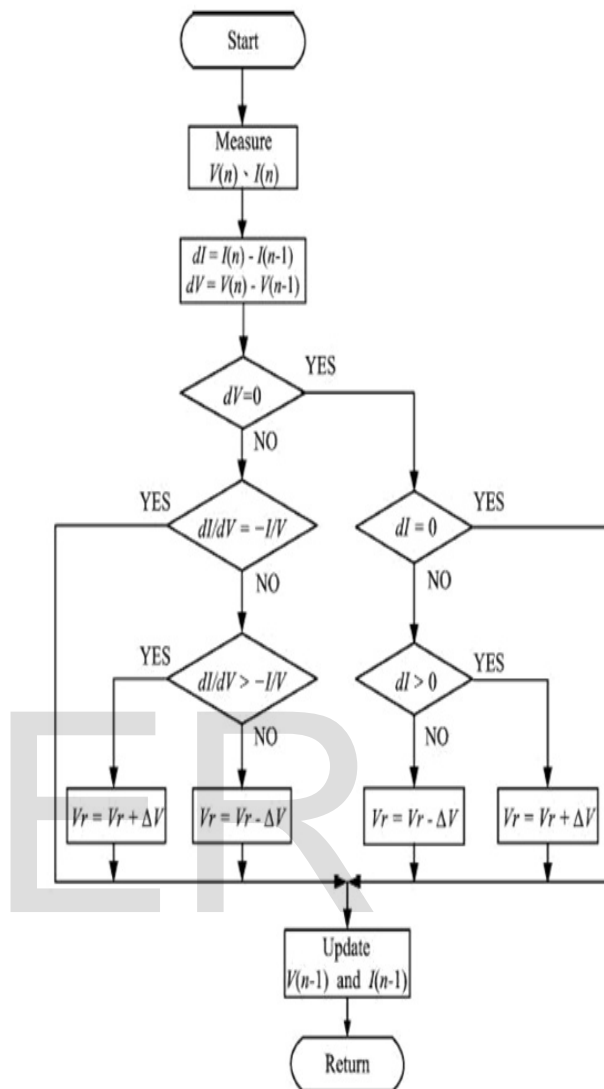 Start
Measure
V(n)、I(n)
dI = I(n) - I(n-1)
dV = V(n) - V(n-1)
YES
dV=0
NO
YES
dI/dV = −I/V
YES
dI = 0
NO
NO
YES
dI/dV > −I/V
YES
dI > 0
NO
NO
Vr = Vr + ΔV
Vr = Vr - ΔV
Vr = Vr - ΔV
Vr = Vr + ΔV
ER
Update
V(n-1) and I(n-1)
Return